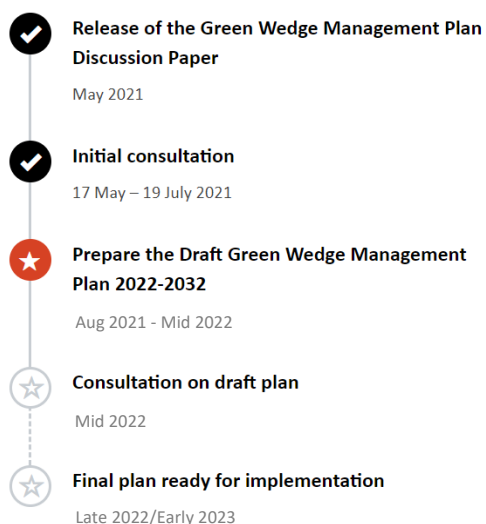 Release of the Green Wedge Management Plan
Discussion Paper
May 2021
Initial consultation
17 May – 19 July 2021
Prepare the Draft Green Wedge Management
Plan 2022-2032
Aug 2021 - Mid 2022
Consultation on draft plan
Mid 2022
Final plan ready for implementation
Late 2022/Early 2023